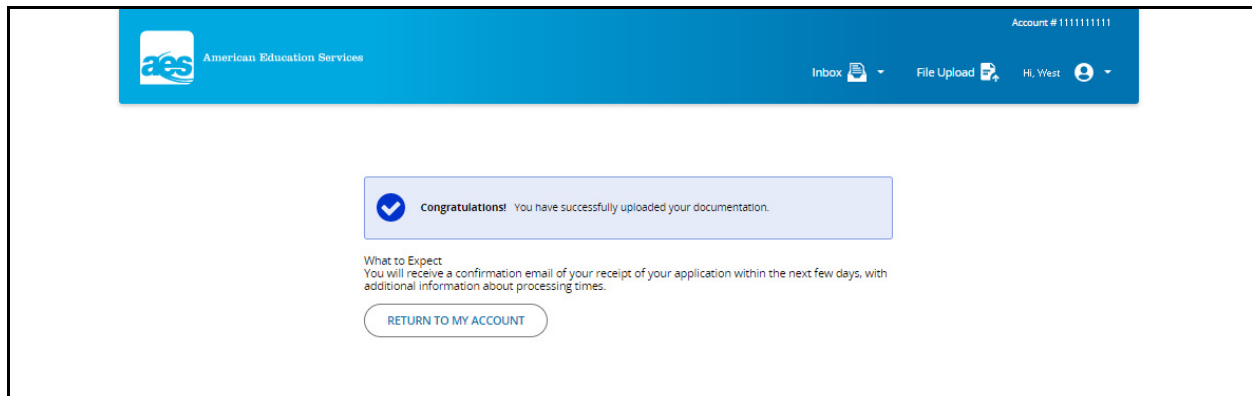 Account # 1111111111
aes
American Education Services
Inbox
File Upload
Hi, West
Congratulations! You have successfully uploaded your documentation.
What to Expect
You will receive a confirmation email of your receipt of your application within the next few days, with
additional information about processing times.
RETURN TO MY ACCOUNT